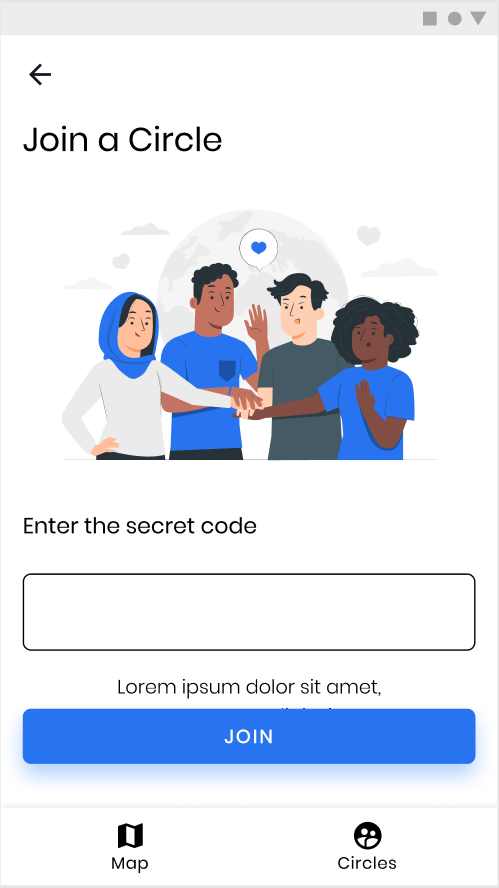 Join a Circle
Enter the secret code
Lorem ipsum dolor sit amet,
JOIN
Map
Circles